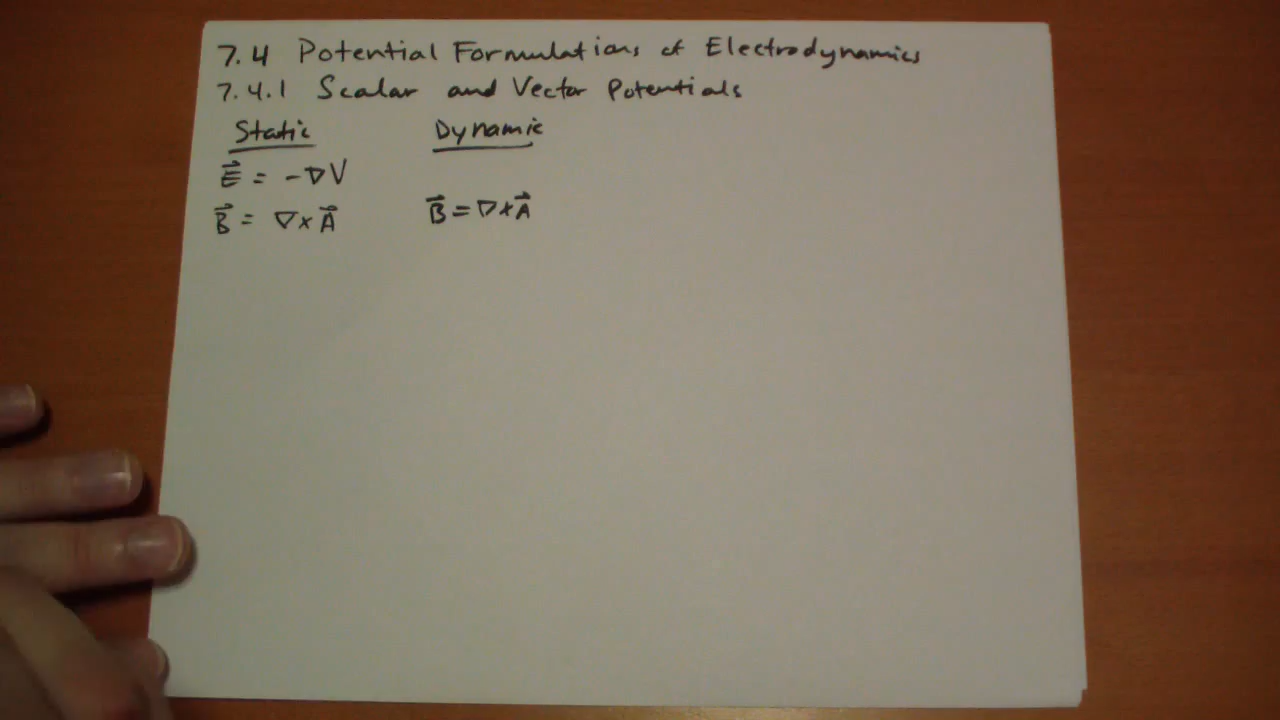 7.4 Potential Formulations of Electrodynamics
7.4.1 Scalar and Vector Potentials
Static Dynamic
E⃗ = -∇V
B⃗ = ∇×A⃗ B⃗ = ∇×A⃗